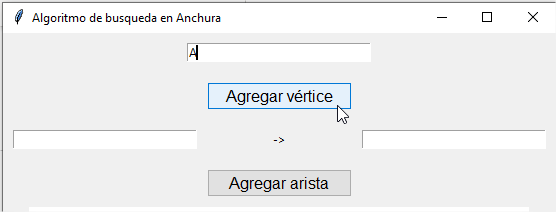 Algoritmo de busqueda en Anchura
A
Agregar vértice
->
Agregar arista